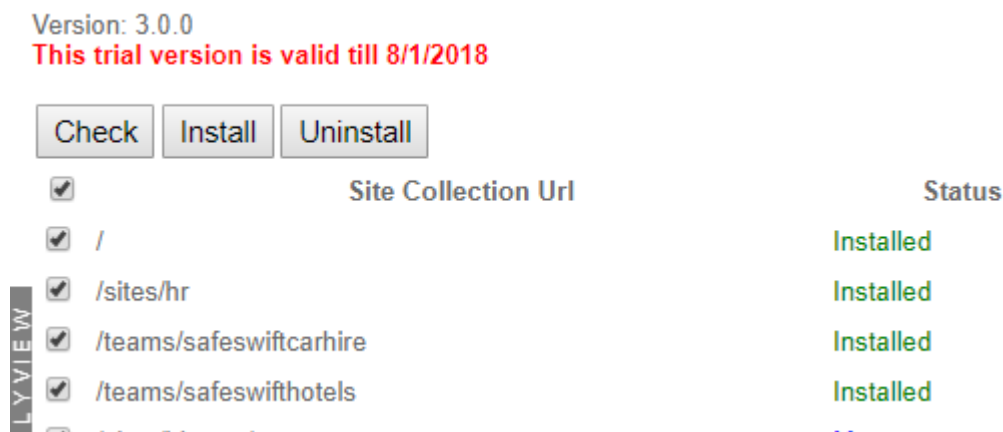 Version: 3.0.0
This trial version is valid till 8/1/2018
Check Install Uninstall
Site Collection Url Status
/ Installed
/sites/hr Installed
/teams/safeswiftcarhire Installed
/teams/safeswifthotels Installed
LYVIEW